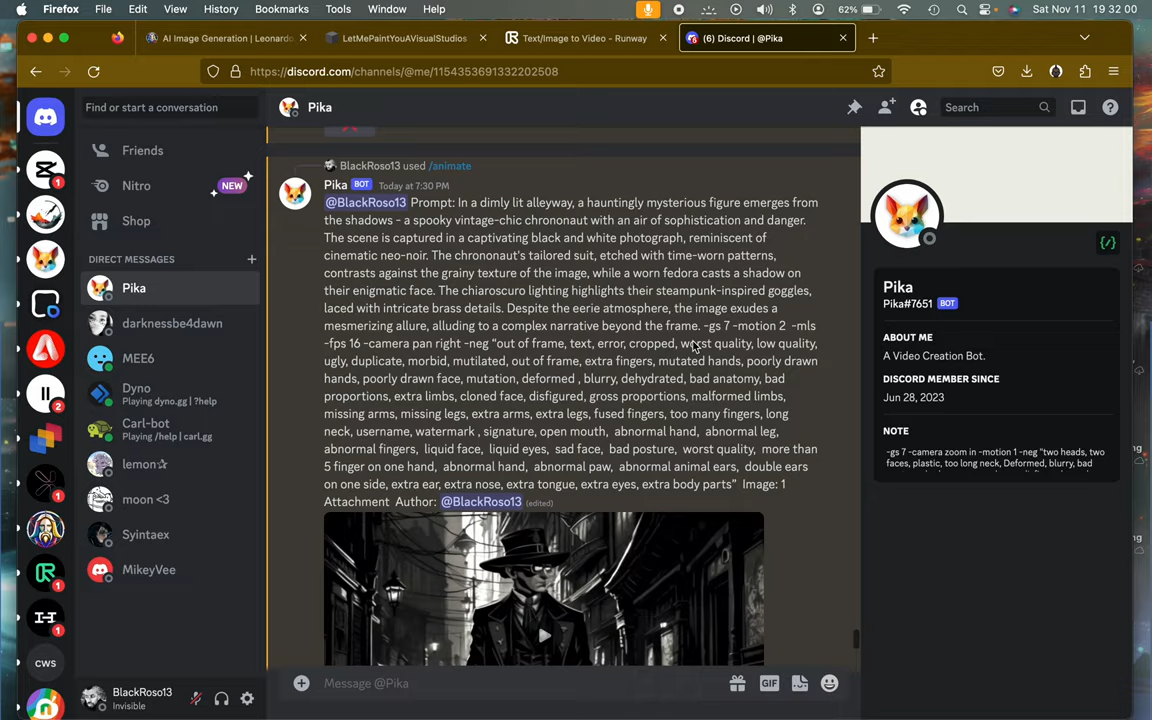 Firefox File Edit View History Bookmarks Tools Window Help 62% Sat Nov 11 19 32 00
AI Image Generation | Leonardo
LetMePaintYouAVisualStudios
Text/Image to Video - Runway
(6) Discord | @Pika
https://discord.com/channels/@me/1154353691332202508
Find or start a conversation
Pika
Search
Friends
Nitro
NEW
Shop
DIRECT MESSAGES
Pika
darknessbe4dawn
MEE6
Dyno
Playing dyno.gg | ?help
Carl-bot
Playing /help | carl.gg
lemon☆
moon <3
Syintaex
MikeyVee
1
1
1
2
1
1
1
CWS
BlackRoso13
Invisible
BlackRoso13 used /animate
Pika BOT Today at 7:30 PM
@BlackRoso13 Prompt: In a dimly lit alleyway, a hauntingly mysterious figure emerges from
the shadows - a spooky vintage-chic chrononaut with an air of sophistication and danger.
The scene is captured in a captivating black and white photograph, reminiscent of
cinematic neo-noir. The chrononaut's tailored suit, etched with time-worn patterns,
contrasts against the grainy texture of the image, while a worn fedora casts a shadow on
their enigmatic face. The chiaroscuro lighting highlights their steampunk-inspired goggles,
laced with intricate brass details. Despite the eerie atmosphere, the image exudes a
mesmerizing allure, alluding to a complex narrative beyond the frame. -gs 7 -motion 2 -mls
-fps 16 -camera pan right -neg “out of frame, text, error, cropped, worst quality, low quality,
ugly, duplicate, morbid, mutilated, out of frame, extra fingers, mutated hands, poorly drawn
hands, poorly drawn face, mutation, deformed , blurry, dehydrated, bad anatomy, bad
proportions, extra limbs, cloned face, disfigured, gross proportions, malformed limbs,
missing arms, missing legs, extra arms, extra legs, fused fingers, too many fingers, long
neck, username, watermark , signature, open mouth, abnormal hand, abnormal leg,
abnormal fingers, liquid face, liquid eyes, sad face, bad posture, worst quality, more than
5 finger on one hand, abnormal hand, abnormal paw, abnormal animal ears, double ears
on one side, extra ear, extra nose, extra tongue, extra eyes, extra body parts” Image: 1
Attachment Author: @BlackRoso13 (edited)
Message @Pika
GIF
Pika
Pika#7651 BOT
ABOUT ME
A Video Creation Bot.
DISCORD MEMBER SINCE
Jun 28, 2023
NOTE
-gs 7 -camera zoom in -motion 1 -neg “two heads, two
faces, plastic, too long neck, Deformed, blurry, bad